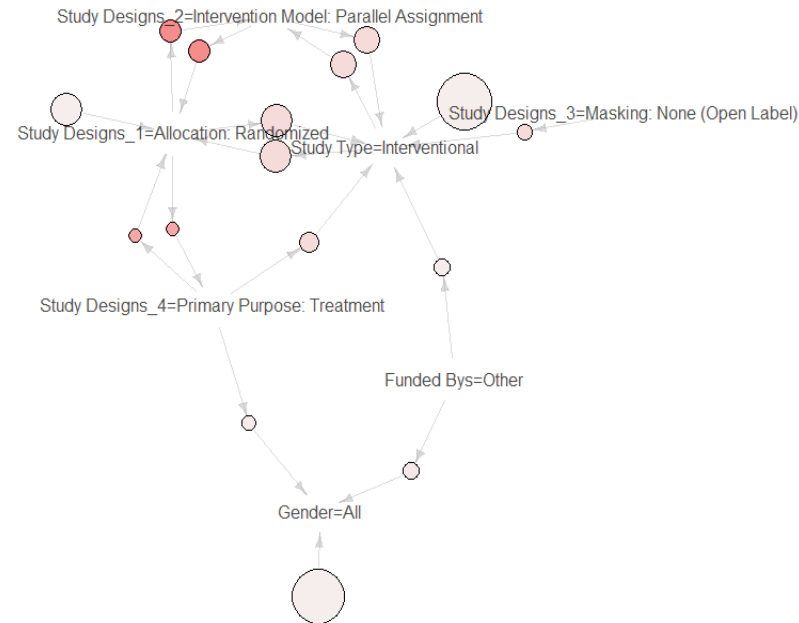 Study Designs_2=Intervention Model: Parallel Assignment
Study Designs_3=Masking: None (Open Label)
Study Designs_1=Allocation: Randomized
Study Type=Interventional
Study Designs_4=Primary Purpose: Treatment
Funded Bys=Other
Gender=All